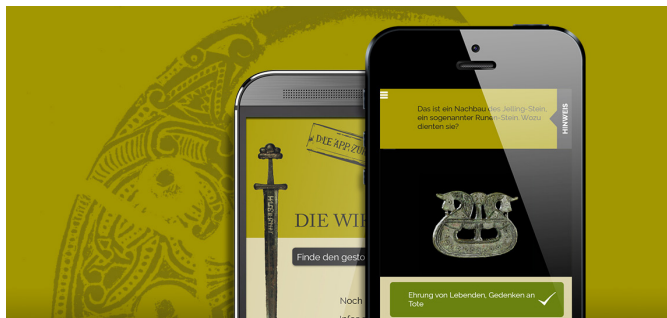 DIE APP ZU
DIE WI
Finde den gesto
Noch
Das ist ein Nachbau des Jelling-Stein,
ein sogenannter Runen-Stein. Wozu
dienten sie?
HINWEIS
Ehrung von Lebenden, Gedenken an
Tote